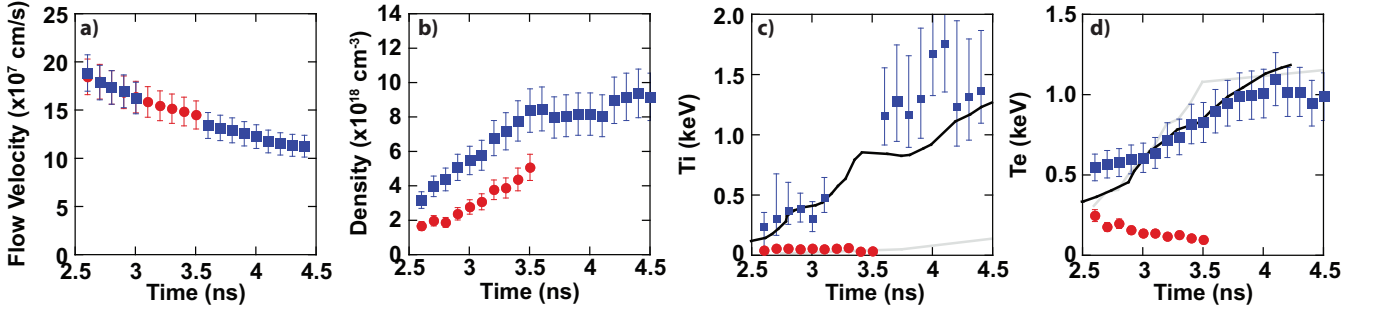 Flow Velocity (x10⁷ cm/s)
25
20
15
10
5
0
a)
2.5 3 3.5 4 4.5
Time (ns)
Density (x10¹⁸ cm⁻³)
14
12
10
8
6
4
2
0
b)
2.5 3 3.5 4 4.5
Time (ns)
Ti (keV)
2.0
1.5
1.0
0.5
0
c)
2.5 3 3.5 4 4.5
Time (ns)
Te (keV)
1.5
1.0
0.5
0
d)
2.5 3 3.5 4 4.5
Time (ns)